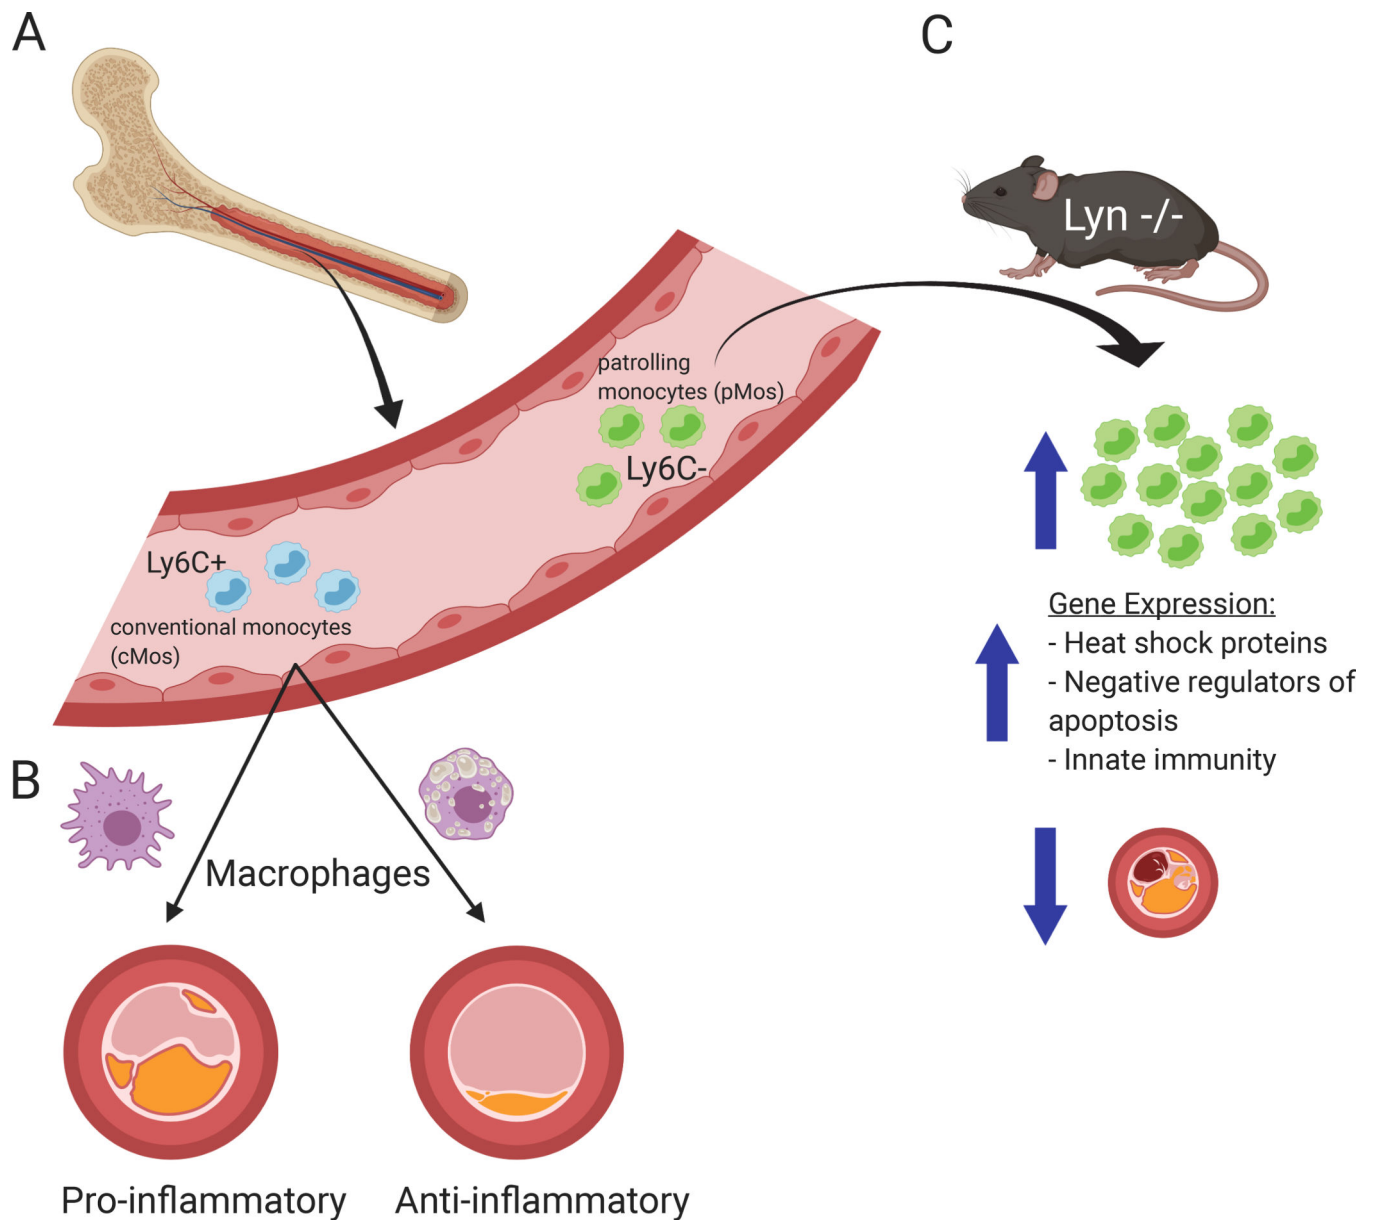 A
C
Lyn -/-
patrolling
monocytes (pMos)
Ly6C-
Ly6C+
conventional monocytes
(cMos)
Gene Expression:
- Heat shock proteins
- Negative regulators of
apoptosis
- Innate immunity
B
Macrophages
Pro-inflammatory
Anti-inflammatory